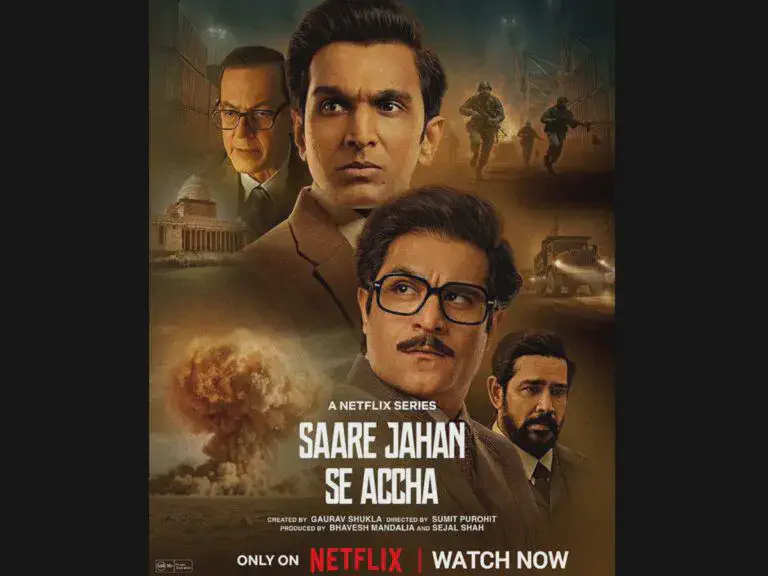 A NETFLIX SERIES
SAARE JAHAN
SE ACCHA
CREATED BY GAURAV SHUKLA DIRECTED BY SUMIT PUROHIT
PRODUCED BY BHAVESH MANDALIA AND SEJAL SHAH
ONLY ON NETFLIX | WATCH NOW